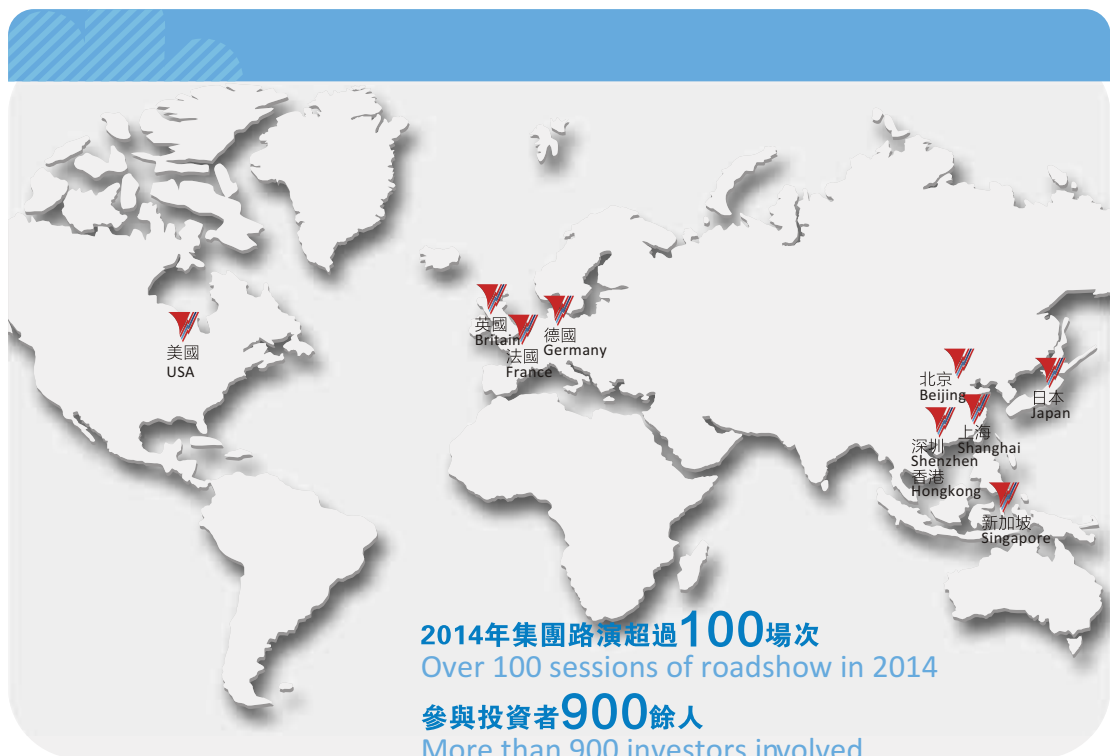 英國
Britain
德國
Germany
法國
France
美國
USA
北京
Beijing
日本
Japan
上海
Shanghai
深圳
Shenzhen
香港
Hongkong
新加坡
Singapore
2014年集團路演超過100場次
Over 100 sessions of roadshow in 2014
參與投資者900餘人
More than 900 investors involved